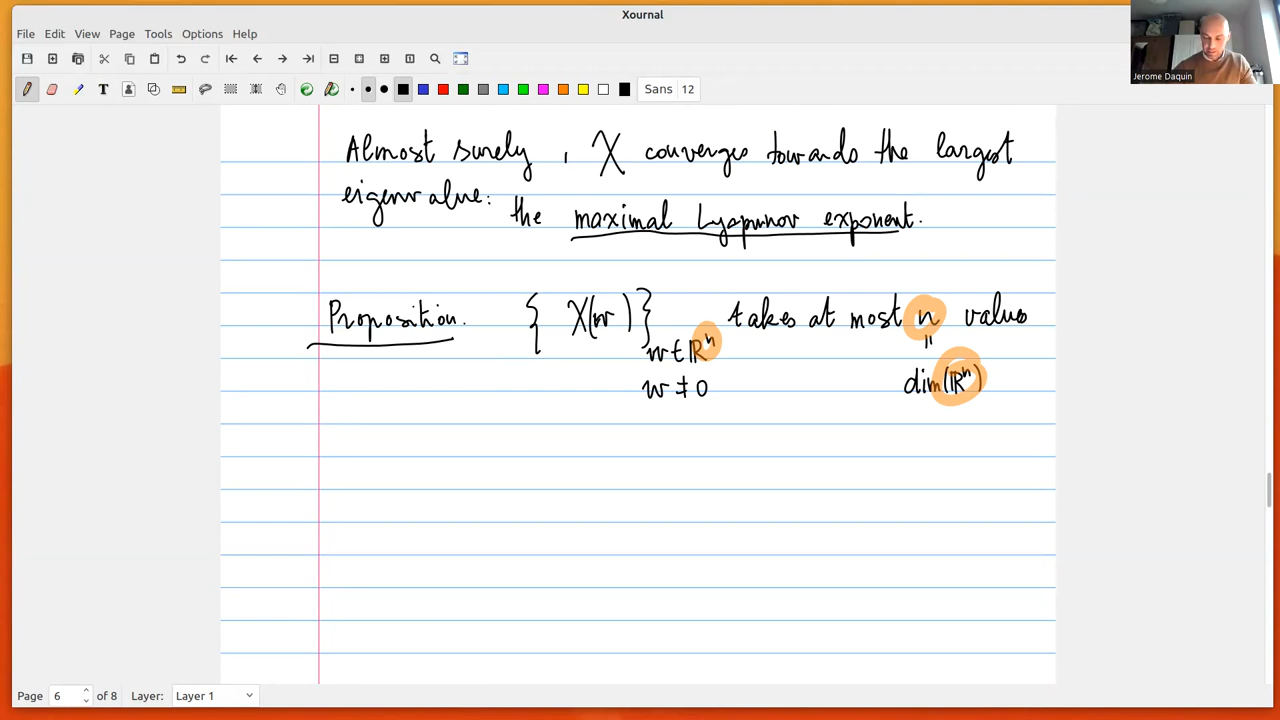 Xournal
File Edit View Page Tools Options Help
Sans 12
Jerome Daquin
Almost surely, X converges towards the largest
eigenvalue: the maximal Lyapunov exponent.
Proposition. { X(w) } takes at most n values
w ∈ ℝⁿ "
w ≠ 0 dim(ℝⁿ)
Page 6 of 8 Layer: Layer 1